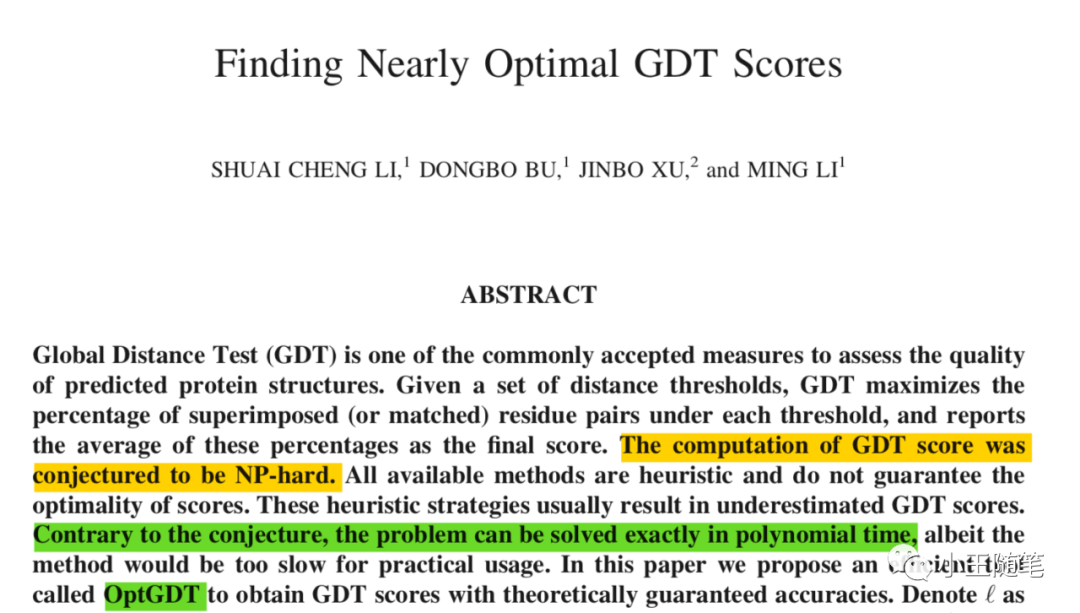 Finding Nearly Optimal GDT Scores
SHUAI CHENG LI,¹ DONGBO BU,¹ JINBO XU,² and MING LI¹
ABSTRACT
Global Distance Test (GDT) is one of the commonly accepted measures to assess the quality
of predicted protein structures. Given a set of distance thresholds, GDT maximizes the
percentage of superimposed (or matched) residue pairs under each threshold, and reports
the average of these percentages as the final score. The computation of GDT score was
conjectured to be NP-hard. All available methods are heuristic and do not guarantee the
optimality of scores. These heuristic strategies usually result in underestimated GDT scores.
Contrary to the conjecture, the problem can be solved exactly in polynomial time, albeit the
method would be too slow for practical usage. In this paper we propose an
called OptGDT to obtain GDT scores with theoretically guaranteed accuracies. Denote ℓ as
小王随笔